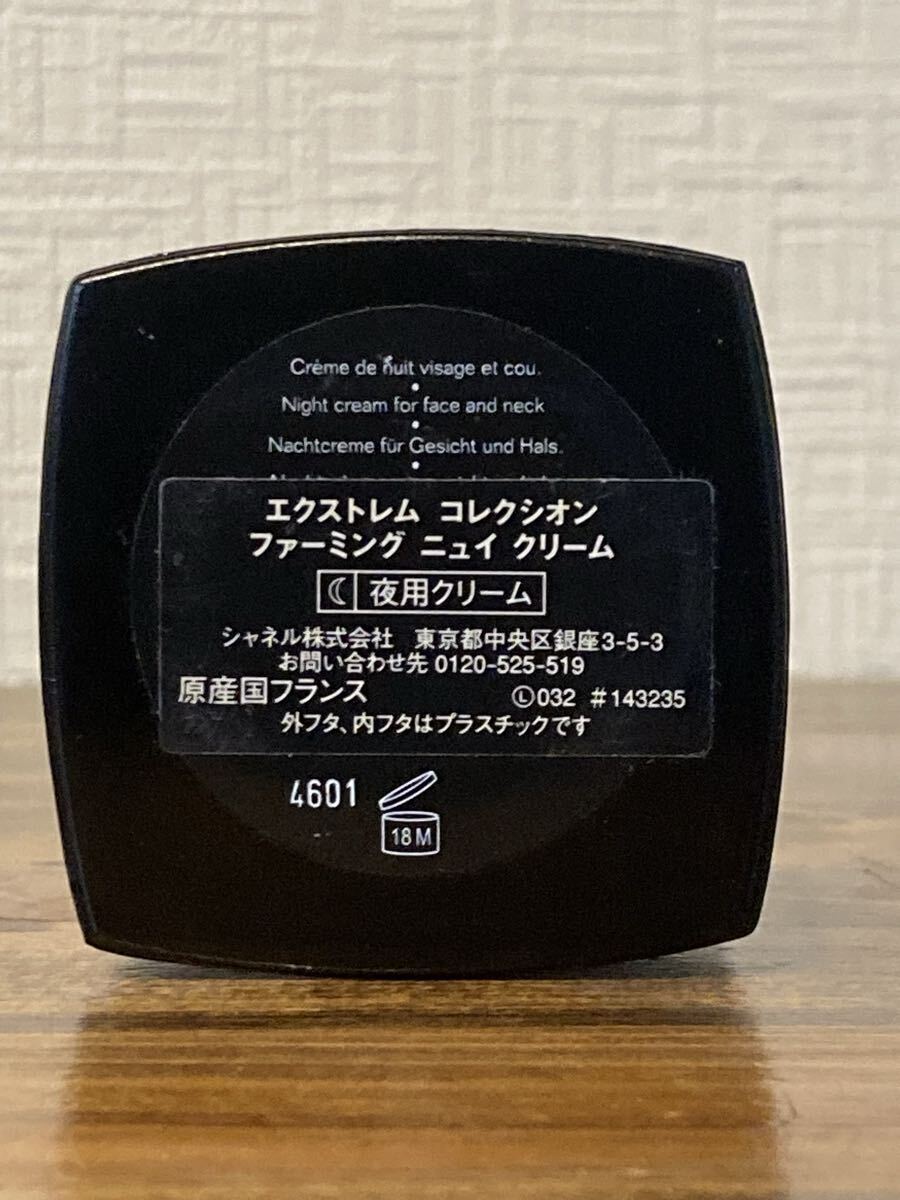 Crème de nuit visage et cou.
Night cream for face and neck
Nachtcreme für Gesicht und Hals.
エクストレム コレクシオン
ファーミング ニュイ クリーム
夜用クリーム
シャネル株式会社 東京都中央区銀座3-5-3
お問い合わせ先 0120-525-519
原産国フランス Ⓛ032 #143235
外フタ、内フタはプラスチックです
4601
18M